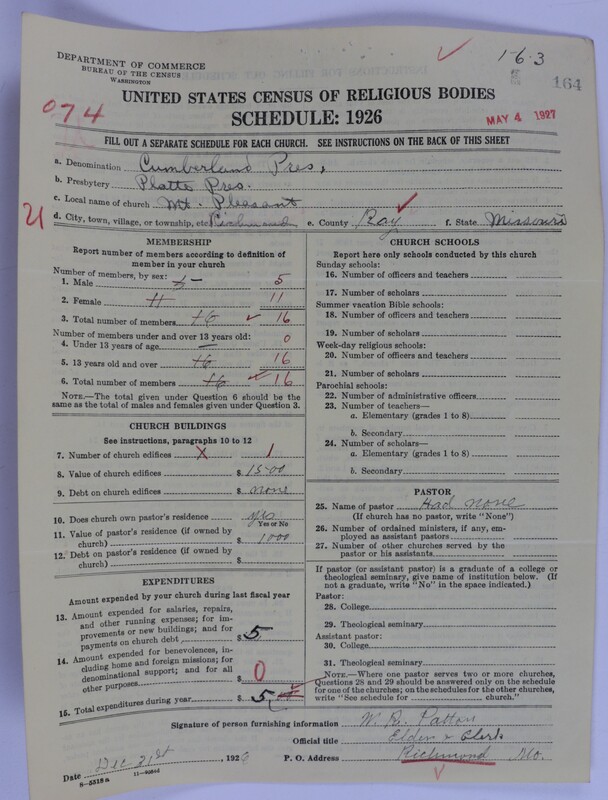 1-6-3
164
DEPARTMENT OF COMMERCE
BUREAU OF THE CENSUS
WASHINGTON
UNITED STATES CENSUS OF RELIGIOUS BODIES
074
SCHEDULE: 1926
MAY 4 1927
FILL OUT A SEPARATE SCHEDULE FOR EACH CHURCH. SEE INSTRUCTIONS ON THE BACK OF THIS SHEET
a. Denomination Cumberland Pres.
b. Presbytery Platte Pres.
c. Local name of church Mt. Pleasant
21
d. City, town, village, or township, etc. Richmond e. County Ray f. State Missouri
MEMBERSHIP
Report number of members according to definition of
member in your church
Number of members, by sex:
1. Male 5 5
2. Female 11 11
3. Total number of members 16 16
Number of members under and over 13 years old:
4. Under 13 years of age — 0
5. 13 years old and over 16 16
6. Total number of members 16 16
NOTE.—The total given under Question 6 should be
the same as the total of males and females given under Question 3.
CHURCH BUILDINGS
See instructions, paragraphs 10 to 12
7. Number of church edifices X 1
8. Value of church edifices $ 1500
9. Debt on church edifices $ none
10. Does church own pastor's residence yes
Yes or No
11. Value of pastor's residence (if owned by
church) $ 1000
12. Debt on pastor's residence (if owned by
church) $
EXPENDITURES
Amount expended by your church during last fiscal year
13. Amount expended for salaries, repairs,
and other running expenses; for im-
provements or new buildings; and for
payments on church debt $ 5
14. Amount expended for benevolences, in-
cluding home and foreign missions; for
denominational support; and for all
other purposes $ 0
15. Total expenditures during year $ 5
CHURCH SCHOOLS
Report here only schools conducted by this church
Sunday schools:
16. Number of officers and teachers
17. Number of scholars
Summer vacation Bible schools:
18. Number of officers and teachers
19. Number of scholars
Week-day religious schools:
20. Number of officers and teachers
21. Number of scholars
Parochial schools:
22. Number of administrative officers
23. Number of teachers—
a. Elementary (grades 1 to 8)
b. Secondary
24. Number of scholars—
a. Elementary (grades 1 to 8)
b. Secondary
PASTOR
25. Name of pastor Had none
(If church has no pastor, write "None")
26. Number of ordained ministers, if any, em-
ployed as assistant pastors
27. Number of other churches served by the
pastor or his assistants
If pastor (or assistant pastor) is a graduate of a college or
theological seminary, give name of institution below. (If
not a graduate, write "No" in the space indicated.)
Pastor:
28. College
29. Theological seminary
Assistant pastor:
30. College
31. Theological seminary
NOTE.—Where one pastor serves two or more churches,
Questions 28 and 29 should be answered only on the schedule
for one of the churches; on the schedules for the other churches,
write "See schedule for church."
Signature of person furnishing information W. R. Patton
Official title Elder & Clerk
Date Dec 31st, 1926 P. O. Address Richmond Mo.
8-5318a